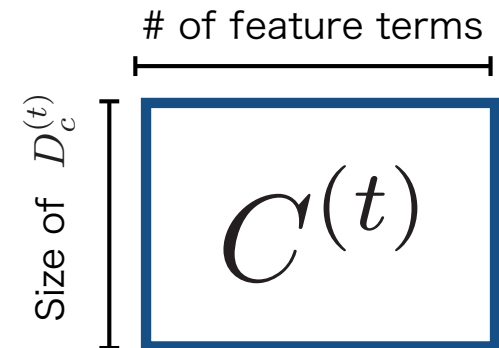 # of feature terms
Size of $D_c^{(t)}$
$C^{(t)}$